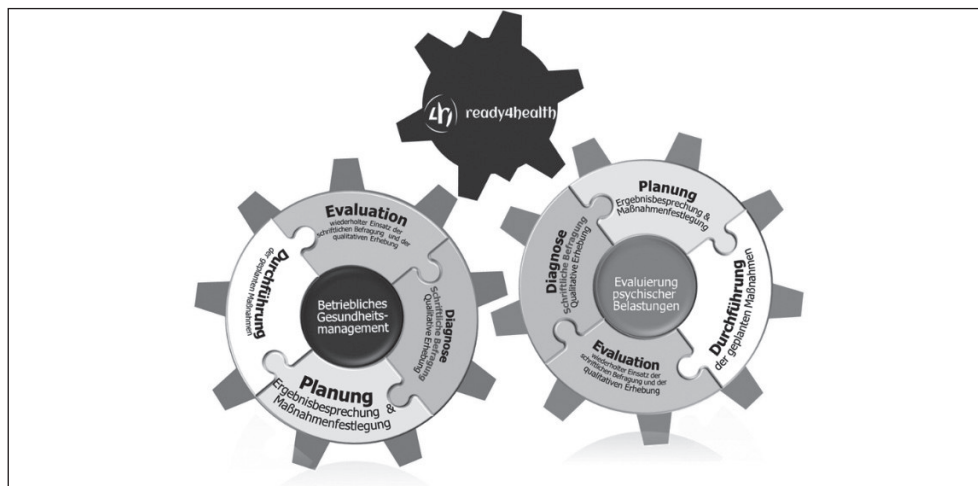 4h ready4health
Evaluation
wiederholter Einsatz der
schriftlichen Befragung und der
qualitativen Erhebung
Diagnose
Schriftliche Befragung
Qualitative Erhebung
Planung
Ergebnisbesprechung &
Maßnahmenfestlegung
Durchführung
der geplanten Maßnahmen
Betriebliches
Gesundheits-
management
Planung
Ergebnisbesprechung &
Maßnahmenfestlegung
Durchführung
der geplanten Maßnahmen
Evaluation
wiederholter Einsatz der
schriftlichen Befragung und der
qualitativen Erhebung
Diagnose
Schriftliche Befragung
Qualitative Erhebung
Evaluierung
psychischer
Belastungen